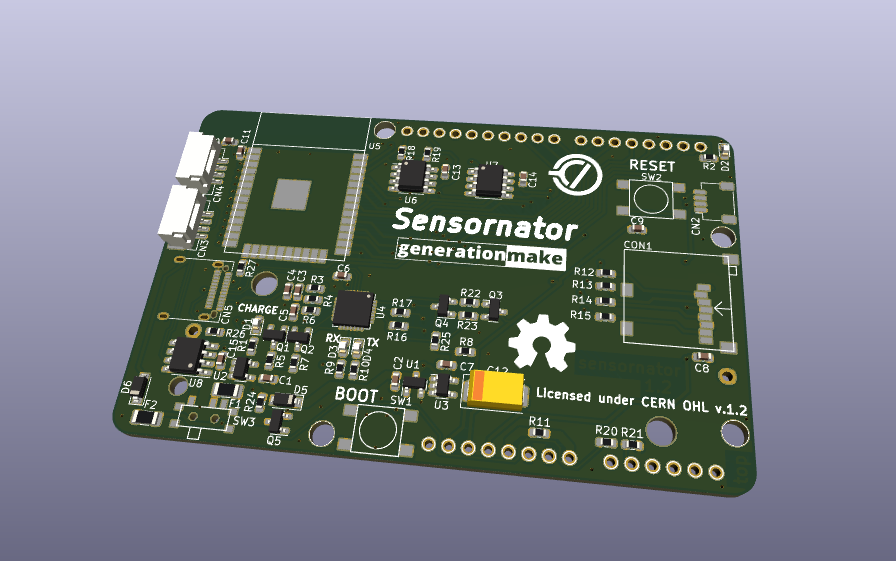 C11
U5
R18
R19
C13
U6
C14
RESET
SW2
R2
D2
CN4
CN3
CN2
C9
Sensornator
generationmake
CON1
R27
C4
C3
R3
C6
R12
R13
R14
R15
CHARGE
CN5
C5
R4
R6
U4
R17
R16
R22
Q3
Q4
R23
R26
D1
Q1
Q2
RX
TX
D3
D4
R25
R8
C15
R5
R7
R9
R10
U8
U2
C1
C2
U1
C7
C12
C8
D6
F1
R24
D5
BOOT
SW1
U3
Licensed under CERN OHL v.1.2
F2
SW3
Q5
R11
R20
R21